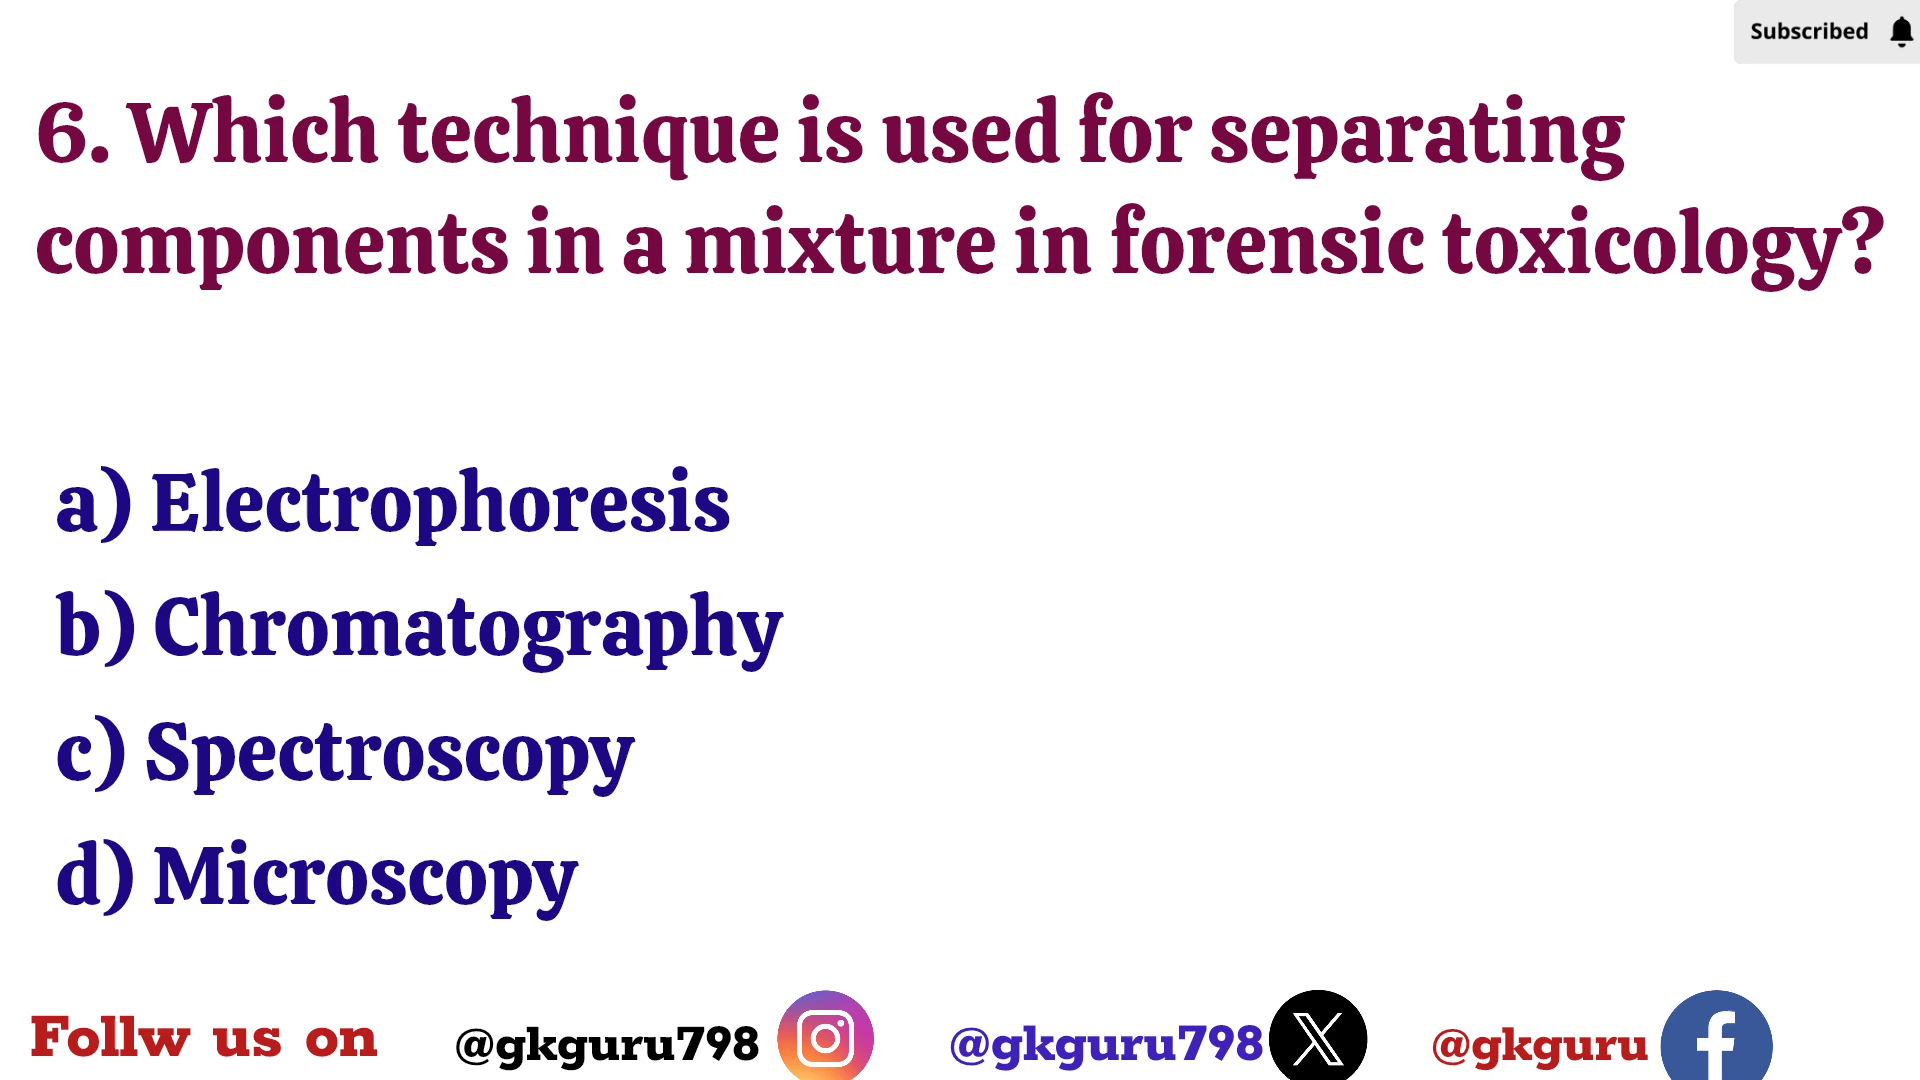 Subscribed
6. Which technique is used for separating
components in a mixture in forensic toxicology?
a) Electrophoresis
b) Chromatography
c) Spectroscopy
d) Microscopy
Follw us on @gkguru798 @gkguru798 @gkguru